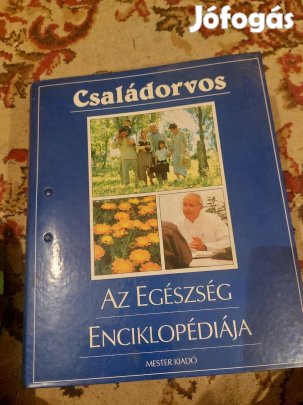 Jófogás
Családorvos
AZ EGÉSZSÉG
ENCIKLOPÉDIÁJA
MESTER KIADÓ